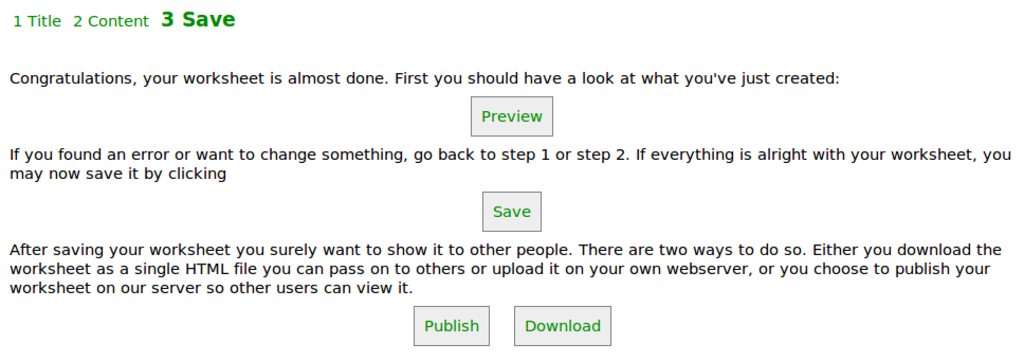 1 Title 2 Content 3 Save
Congratulations, your worksheet is almost done. First you should have a look at what you've just created:
Preview
If you found an error or want to change something, go back to step 1 or step 2. If everything is alright with your worksheet, you
may now save it by clicking
Save
After saving your worksheet you surely want to show it to other people. There are two ways to do so. Either you download the
worksheet as a single HTML file you can pass on to others or upload it on your own webserver, or you choose to publish your
worksheet on our server so other users can view it.
Publish Download